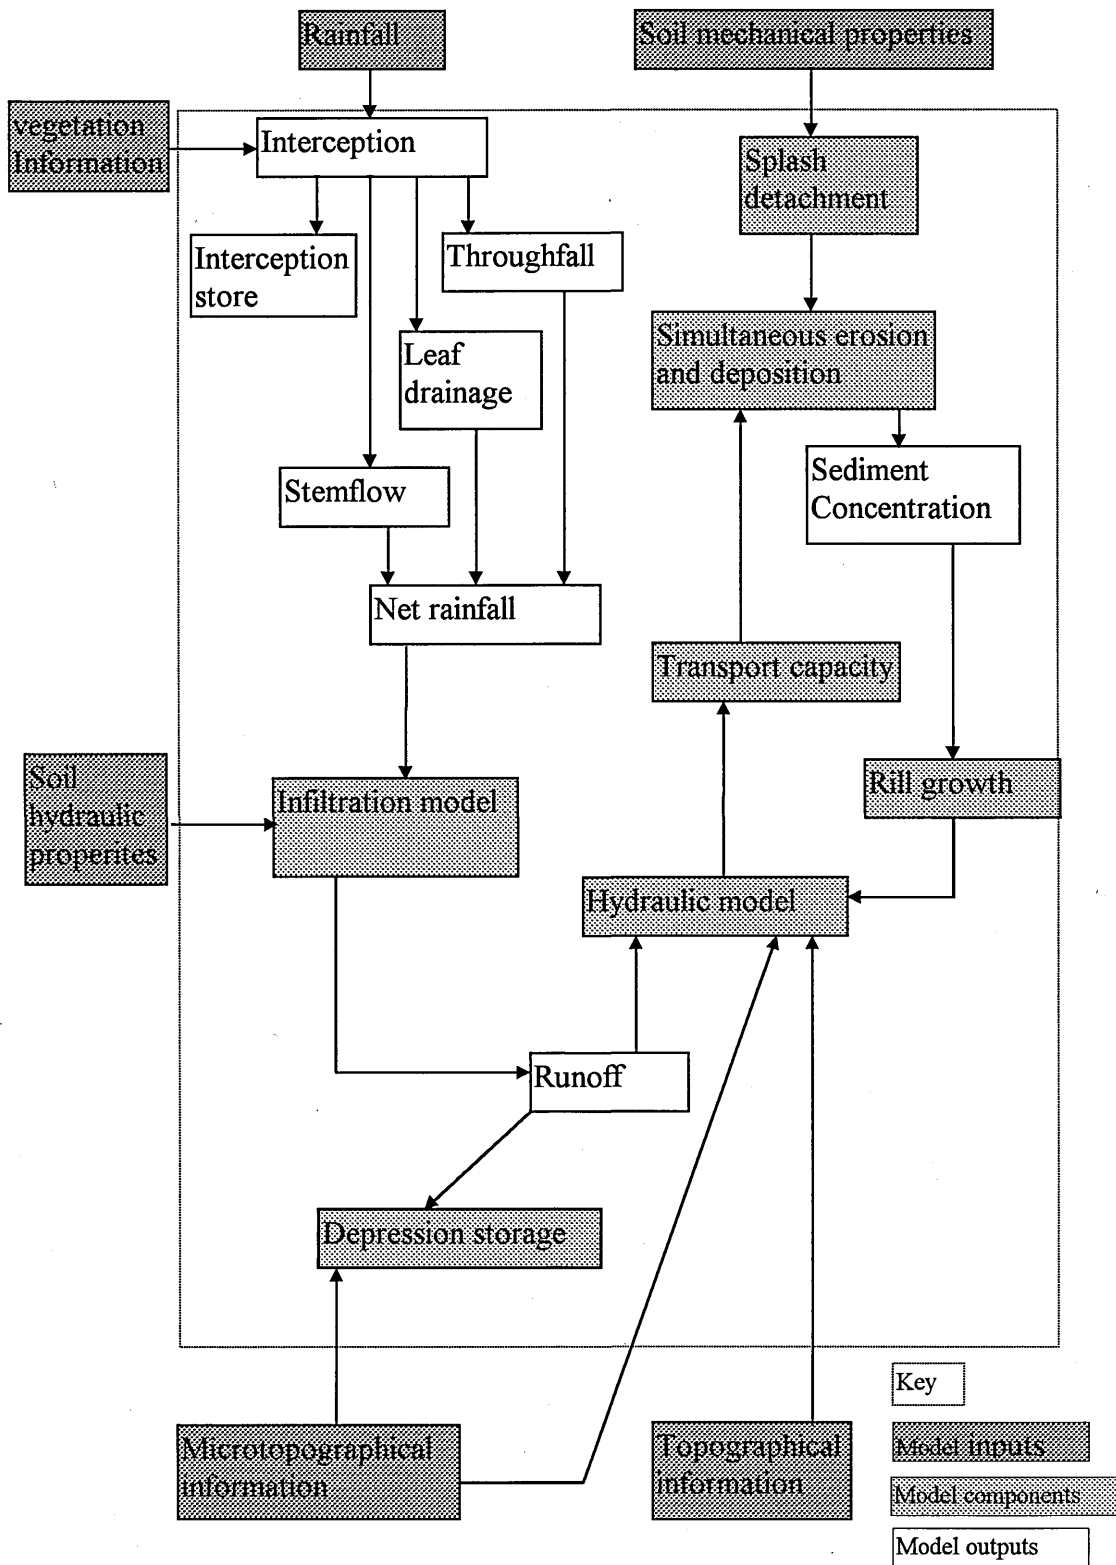 Rainfall
Soil mechanical properties
vegetation
Information
Interception
Splash
detachment
Interception
store
Throughfall
Simultaneous erosion
and deposition
Leaf
drainage
Sediment
Concentration
Stemflow
Net rainfall
Transport capacity
Soil
hydraulic
properites
Infiltration model
Rill growth
Hydraulic model
Runoff
Depression storage
Microtopographical
information
Topographical
information
Key
Model inputs
Model components
Model outputs